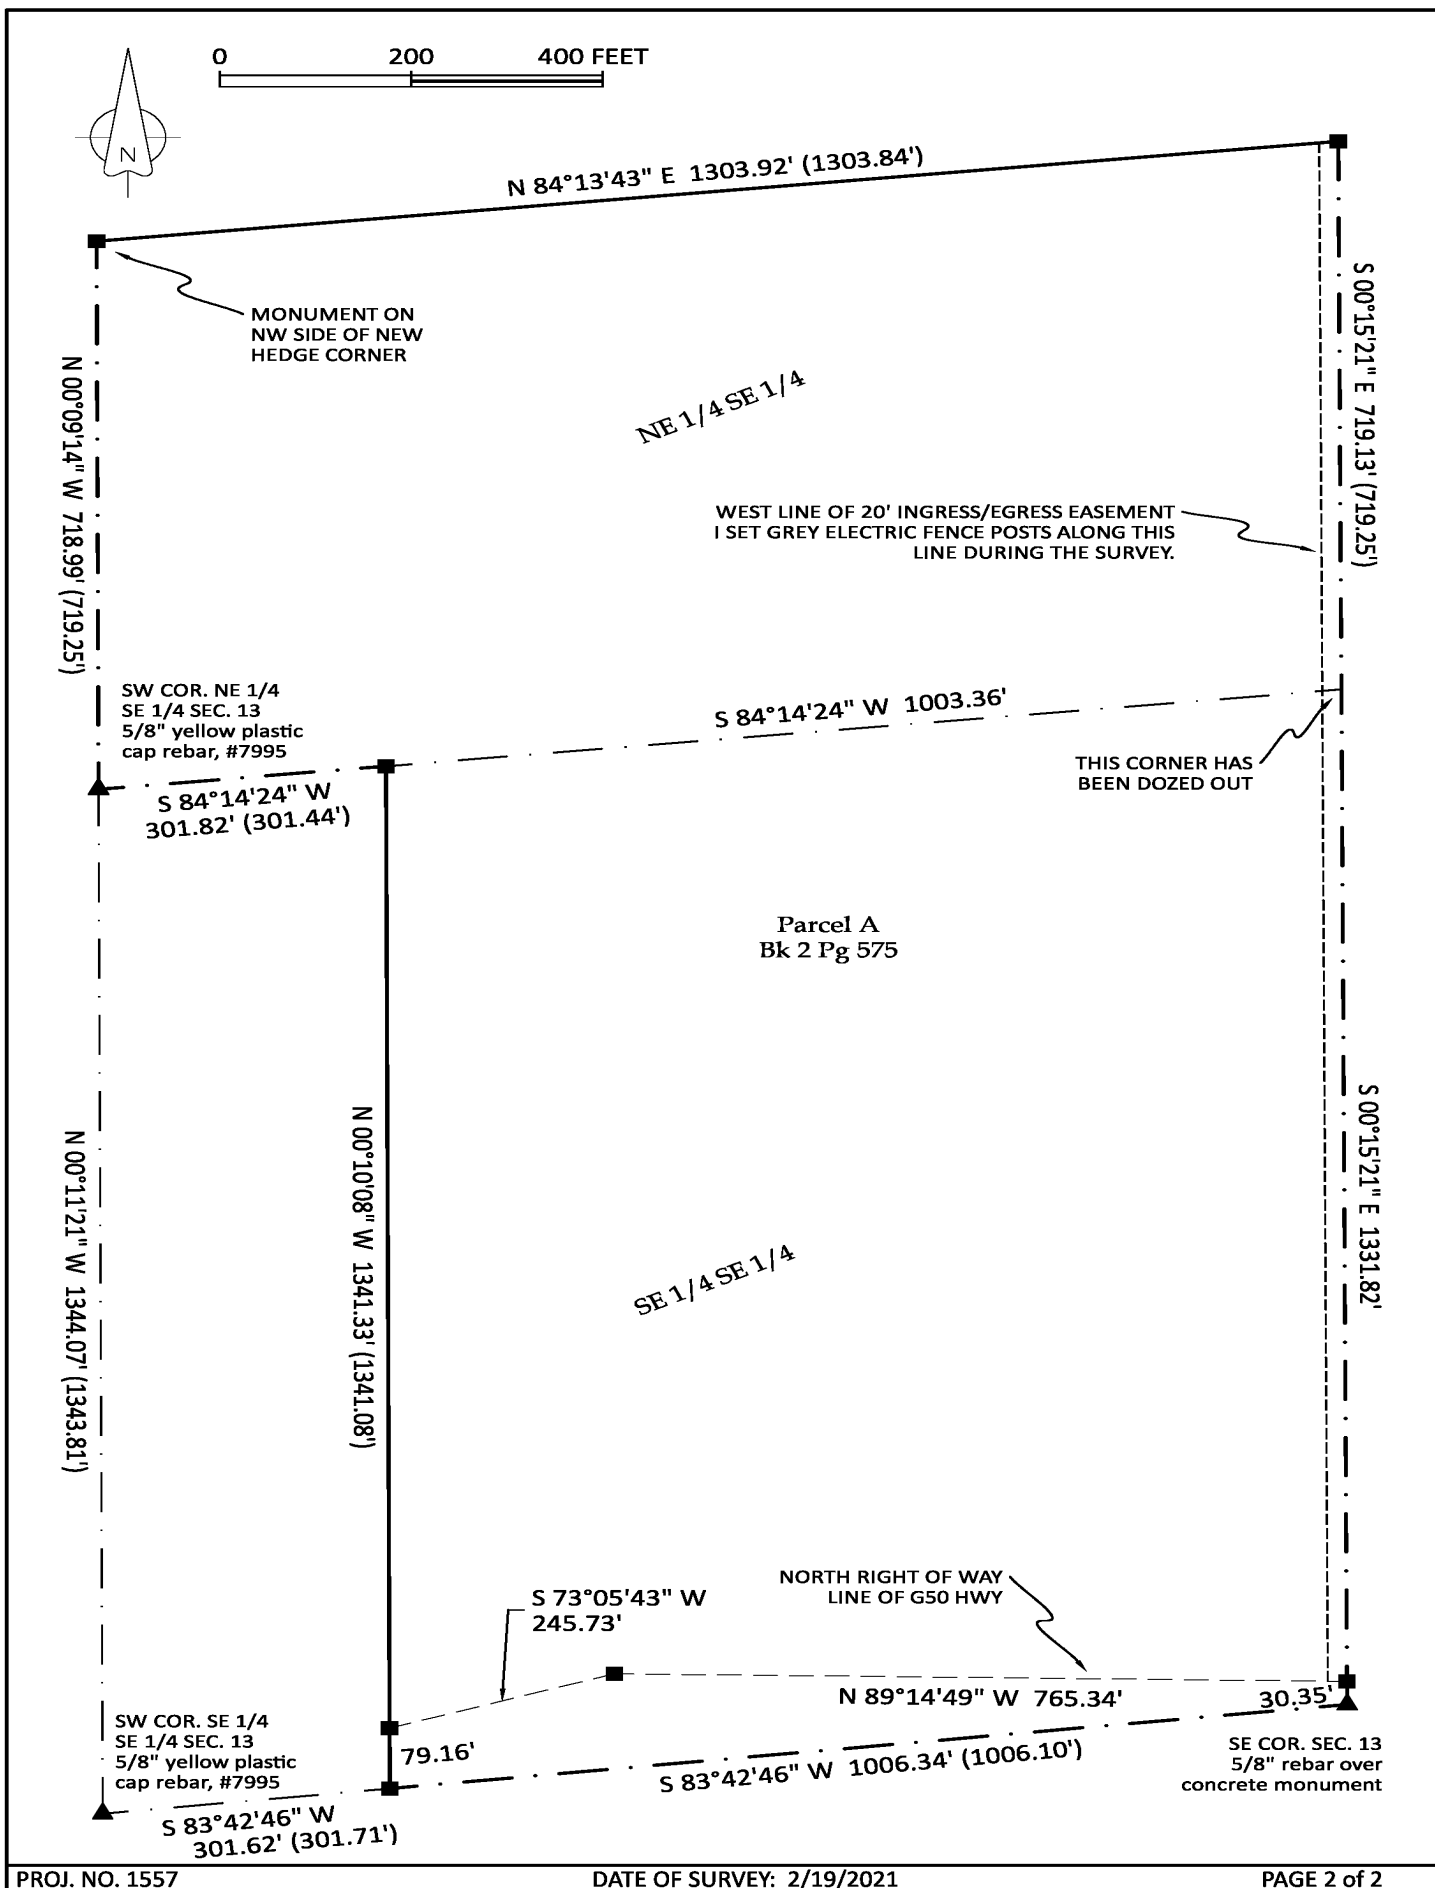 0 200 400 FEET
N
N 84°13'43" E 1303.92' (1303.84')
MONUMENT ON
NW SIDE OF NEW
HEDGE CORNER
N 00°09'14" W 718.99' (719.25')
S 00°15'21" E 719.13' (719.25')
NE 1/4 SE 1/4
WEST LINE OF 20' INGRESS/EGRESS EASEMENT
I SET GREY ELECTRIC FENCE POSTS ALONG THIS
LINE DURING THE SURVEY.
SW COR. NE 1/4
SE 1/4 SEC. 13
5/8" yellow plastic
cap rebar, #7995
S 84°14'24" W 1003.36'
S 84°14'24" W
301.82' (301.44')
THIS CORNER HAS
BEEN DOZED OUT
Parcel A
Bk 2 Pg 575
N 00°11'21" W 1344.07' (1343.81')
N 00°10'08" W 1341.33' (1341.08')
S 00°15'21" E 1331.82'
SE 1/4 SE 1/4
S 73°05'43" W
245.73'
NORTH RIGHT OF WAY
LINE OF G50 HWY
N 89°14'49" W 765.34'
30.35'
SW COR. SE 1/4
SE 1/4 SEC. 13
5/8" yellow plastic
cap rebar, #7995
79.16'
S 83°42'46" W 1006.34' (1006.10')
SE COR. SEC. 13
5/8" rebar over
concrete monument
S 83°42'46" W
301.62' (301.71')
PROJ. NO. 1557 DATE OF SURVEY: 2/19/2021 PAGE 2 of 2